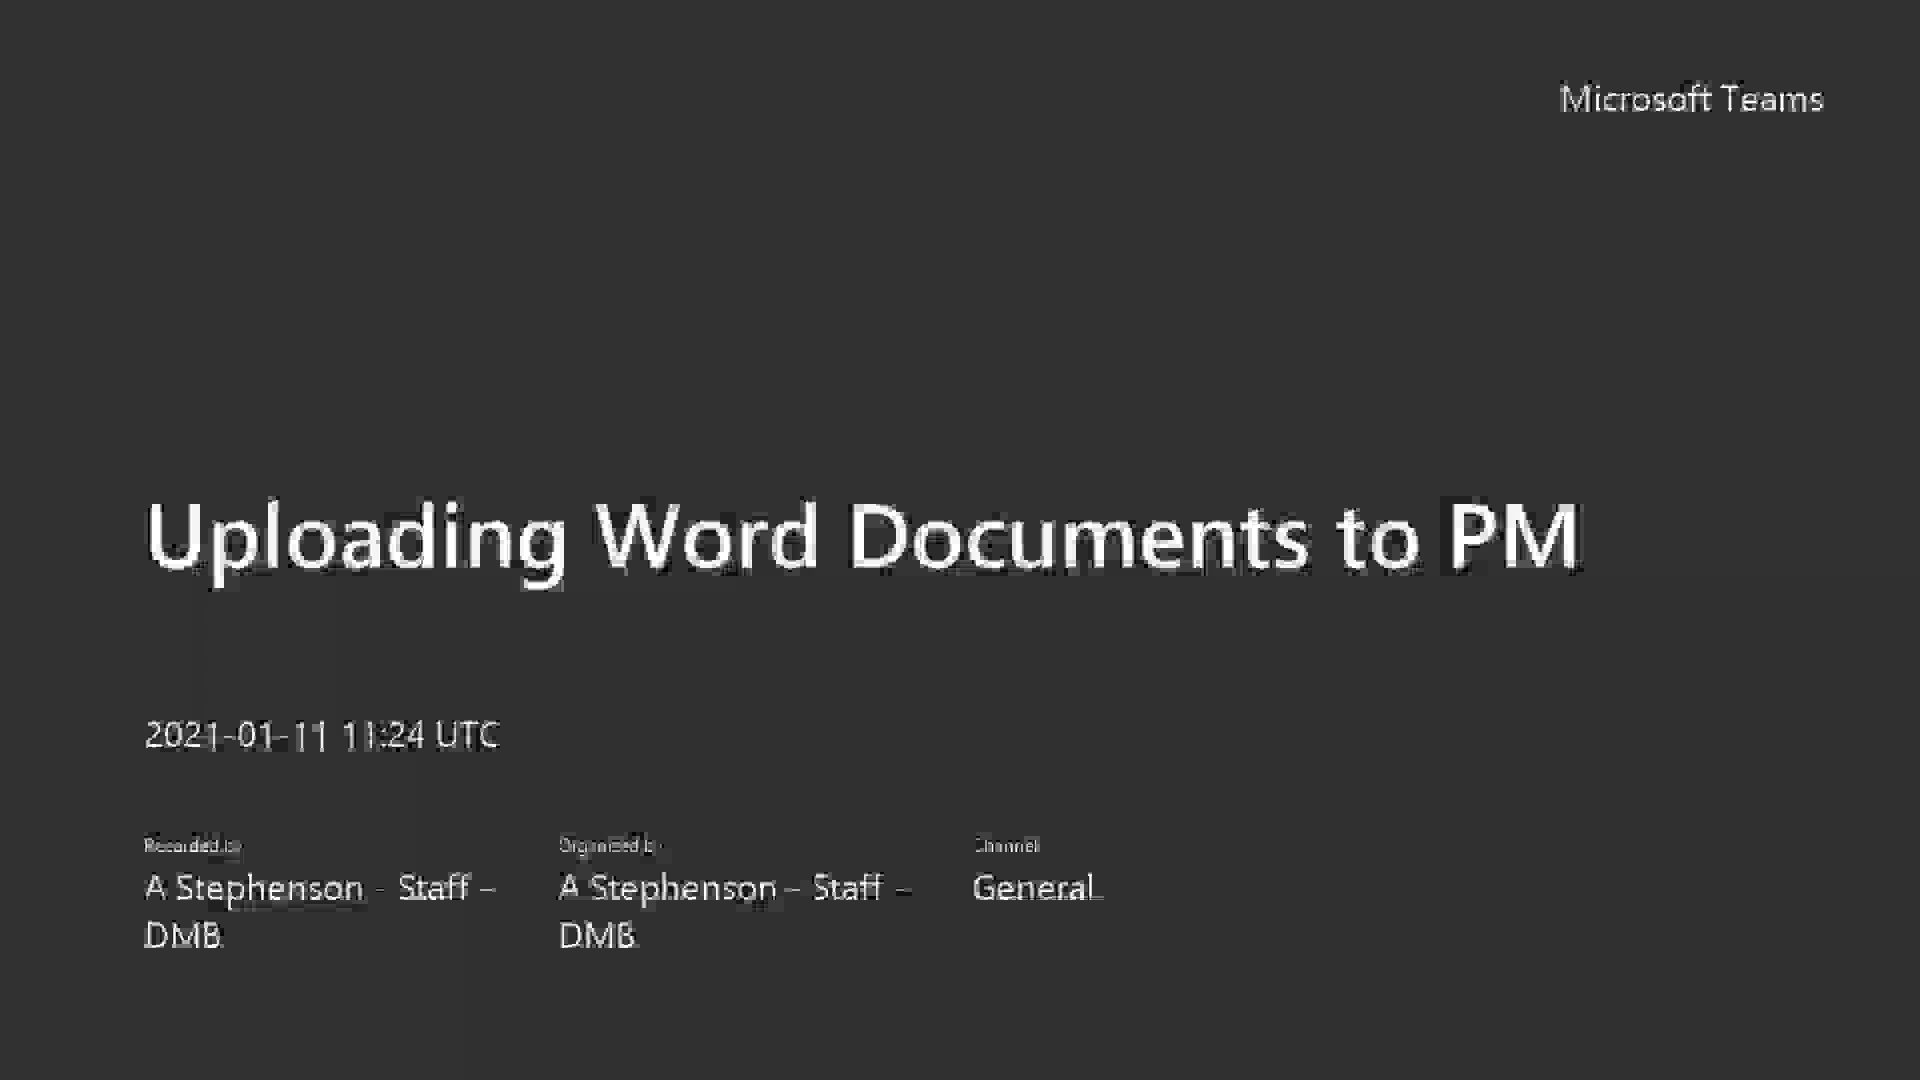 Microsoft Teams
Uploading Word Documents to PM
2021-01-11 11:24 UTC
Recorded by
Organized by
Channel
A Stephenson - Staff –
A Stephenson – Staff –
General
DMB
DMB